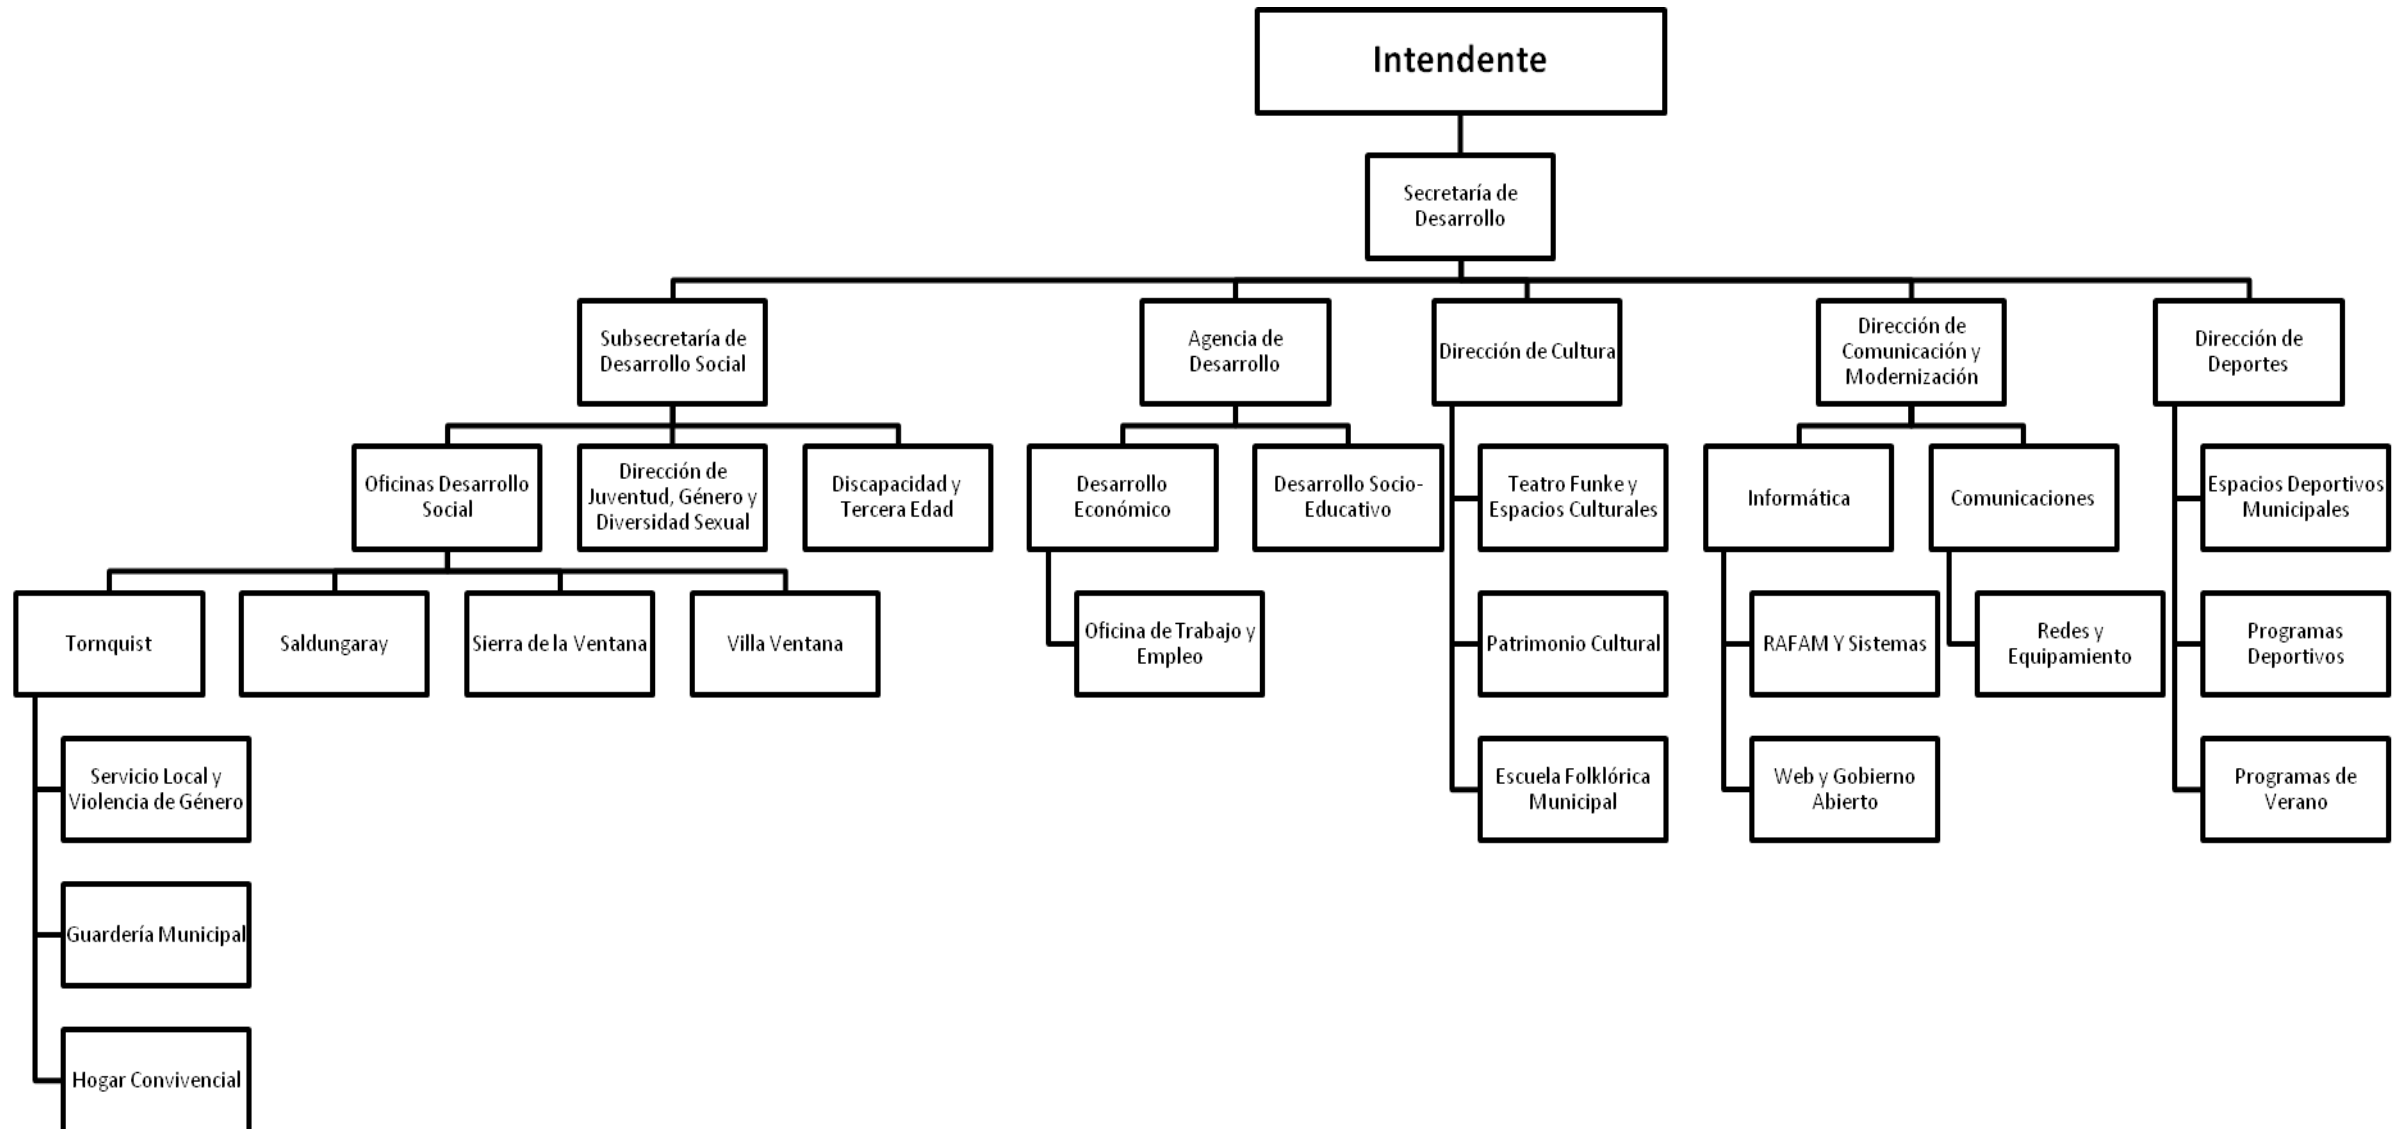 Intendente
Secretaría de
Desarrollo
Subsecretaría de
Desarrollo Social
Agencia de
Desarrollo
Dirección de Cultura
Dirección de
Comunicación y
Modernización
Dirección de
Deportes
Oficinas Desarrollo
Social
Dirección de
Juventud, Género y
Diversidad Sexual
Discapacidad y
Tercera Edad
Desarrollo
Económico
Desarrollo Socio-
Educativo
Teatro Funke y
Espacios Culturales
Informática
Comunicaciones
Espacios Deportivos
Municipales
Tornquist
Saldungaray
Sierra de la Ventana
Villa Ventana
Oficina de Trabajo y
Empleo
Patrimonio Cultural
RAFAM Y Sistemas
Redes y
Equipamiento
Programas
Deportivos
Servicio Local y
Violencia de Género
Escuela Folklórica
Municipal
Web y Gobierno
Abierto
Programas de
Verano
Guardería Municipal
Hogar Convivencial